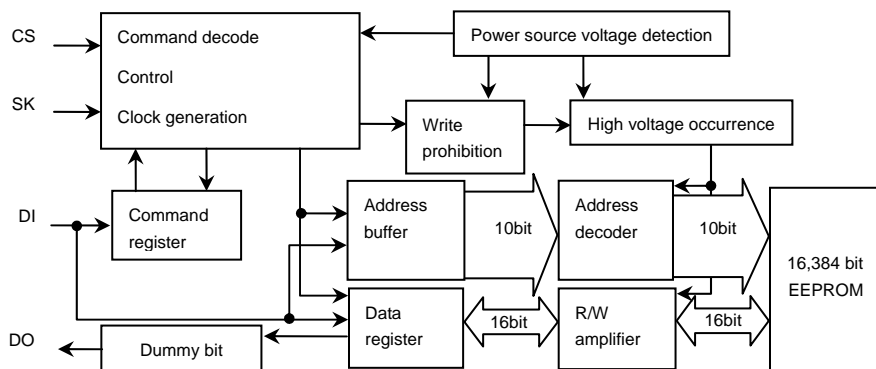 CS
Command decode
Control
Clock generation
SK
Power source voltage detection
Write
prohibition
High voltage occurrence
DI
Command
register
Address
buffer
10bit
Address
decoder
10bit
16,384 bit
EEPROM
Data
register
16bit
R/W
amplifier
16bit
DO
Dummy bit